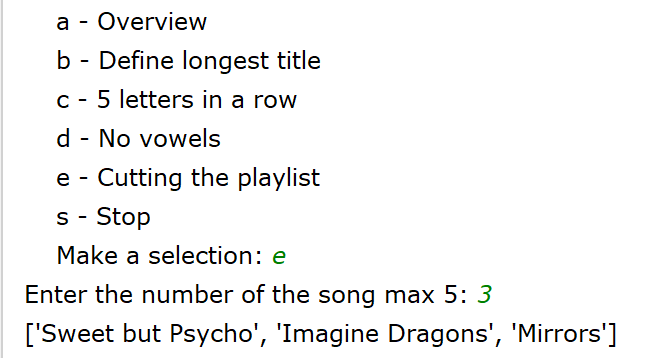 a - Overview
b - Define longest title
c - 5 letters in a row
d - No vowels
e - Cutting the playlist
s - Stop
Make a selection: e
Enter the number of the song max 5: 3
['Sweet but Psycho', 'Imagine Dragons', 'Mirrors']